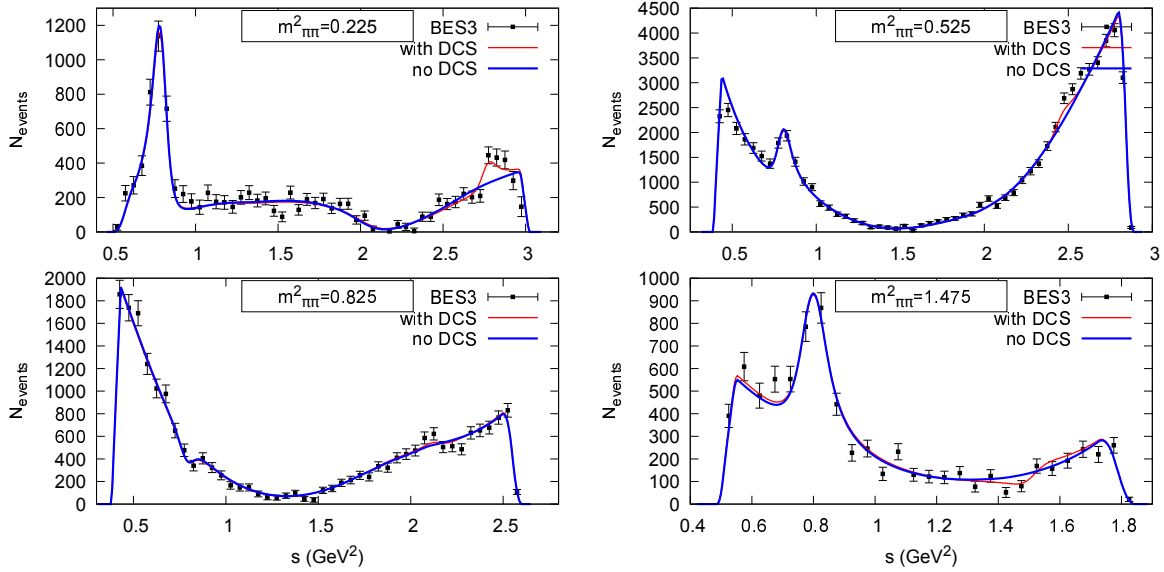 m²ππ=0.225
BES3
with DCS
no DCS
Nevents
0 200 400 600 800 1000 1200
0.5 1 1.5 2 2.5 3
m²ππ=0.525
BES3
with DCS
no DCS
Nevents
0 500 1000 1500 2000 2500 3000 3500 4000 4500
0.5 1 1.5 2 2.5 3
m²ππ=0.825
BES3
with DCS
no DCS
Nevents
0 200 400 600 800 1000 1200 1400 1600 1800 2000
0.5 1 1.5 2 2.5
s (GeV²)
m²ππ=1.475
BES3
with DCS
no DCS
Nevents
0 100 200 300 400 500 600 700 800 900 1000
0.4 0.6 0.8 1 1.2 1.4 1.6 1.8
s (GeV²)